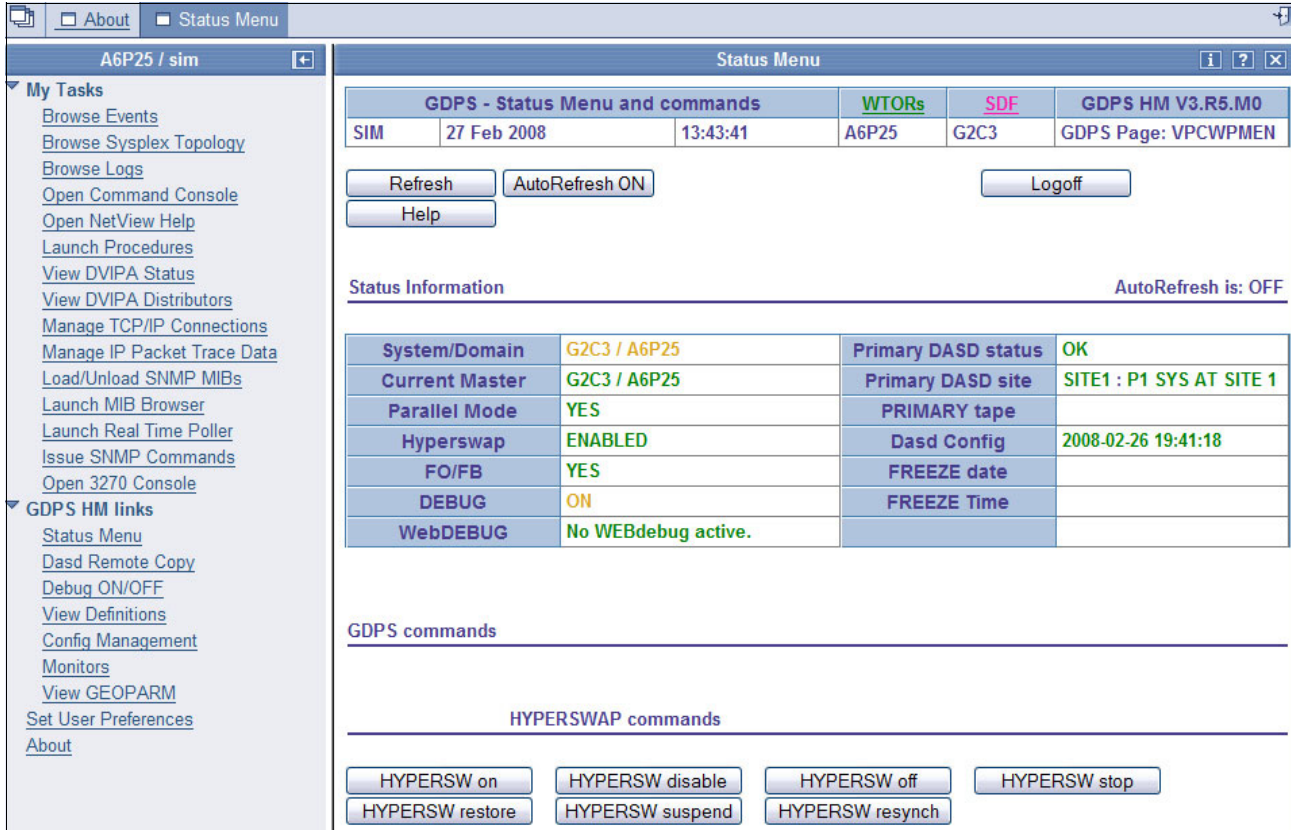 About
Status Menu
A6P25 / sim
My Tasks
Browse Events
Browse Sysplex Topology
Browse Logs
Open Command Console
Open NetView Help
Launch Procedures
View DVIPA Status
View DVIPA Distributors
Manage TCP/IP Connections
Manage IP Packet Trace Data
Load/Unload SNMP MIBs
Launch MIB Browser
Launch Real Time Poller
Issue SNMP Commands
Open 3270 Console
GDPS HM links
Status Menu
Dasd Remote Copy
Debug ON/OFF
View Definitions
Config Management
Monitors
View GEOPARM
Set User Preferences
About
Status Menu
i ?
GDPS - Status Menu and commands WTORs SDF GDPS HM V3.R5.M0
SIM 27 Feb 2008 13:43:41 A6P25 G2C3 GDPS Page: VPCWPMEN
Refresh AutoRefresh ON Logoff
Help
Status Information AutoRefresh is: OFF
System/Domain G2C3 / A6P25 Primary DASD status OK
Current Master G2C3 / A6P25 Primary DASD site SITE1 : P1 SYS AT SITE 1
Parallel Mode YES PRIMARY tape
Hyperswap ENABLED Dasd Config 2008-02-26 19:41:18
FO/FB YES FREEZE date
DEBUG ON FREEZE Time
WebDEBUG No WEBdebug active.
GDPS commands
HYPERSWAP commands
HYPERSW on HYPERSW disable HYPERSW off HYPERSW stop
HYPERSW restore HYPERSW suspend HYPERSW resynch